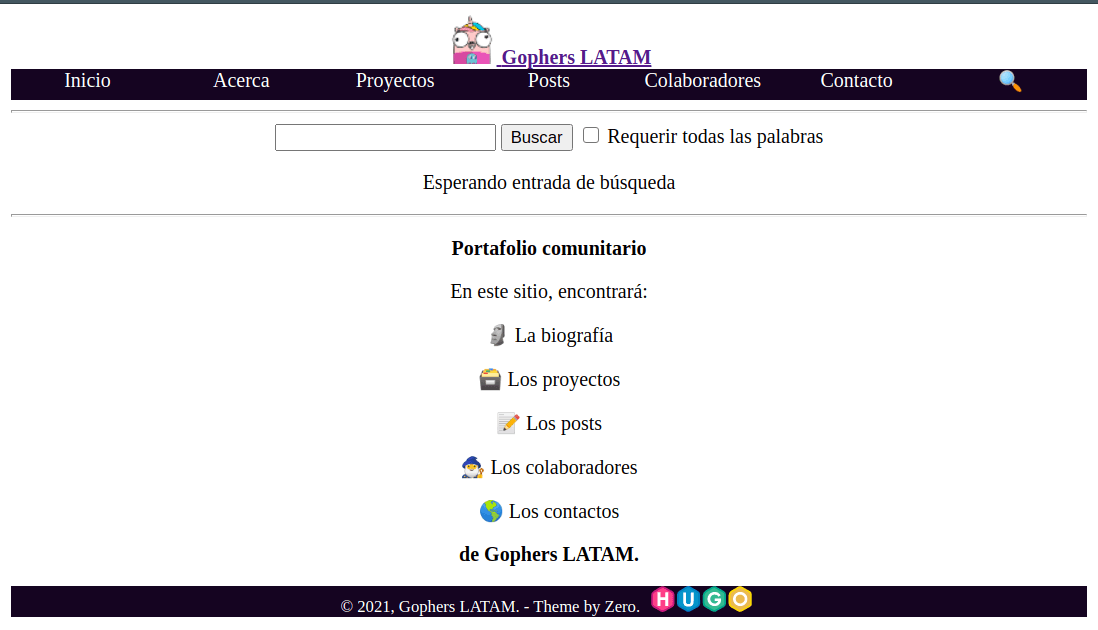 Gophers LATAM
Inicio Acerca Proyectos Posts Colaboradores Contacto
Buscar Requerir todas las palabras
Esperando entrada de búsqueda
Portafolio comunitario
En este sitio, encontrará:
La biografía
Los proyectos
Los posts
Los colaboradores
Los contactos
de Gophers LATAM.
© 2021, Gophers LATAM. - Theme by Zero. HUGO